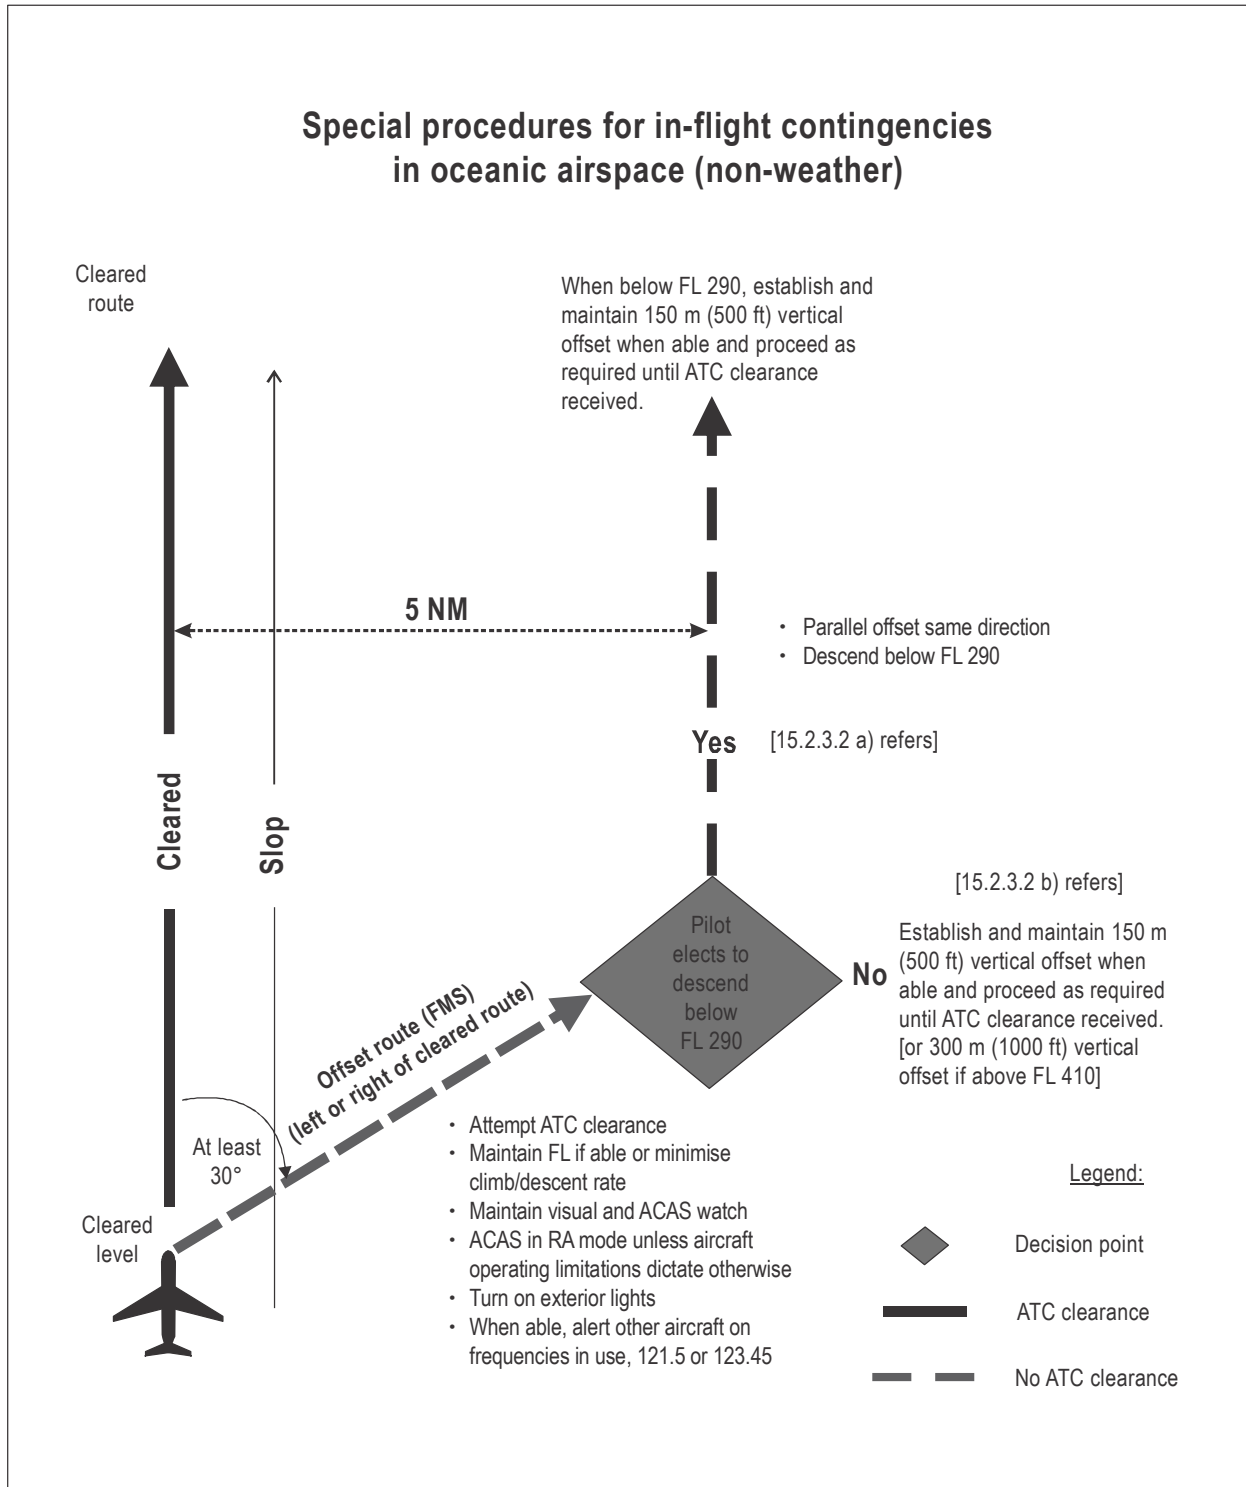 Special procedures for in-flight contingencies
in oceanic airspace (non-weather)
Cleared
route
When below FL 290, establish and
maintain 150 m (500 ft) vertical
offset when able and proceed as
required until ATC clearance
received.
5 NM
• Parallel offset same direction
• Descend below FL 290
Yes
[15.2.3.2 a) refers]
Cleared
Slop
[15.2.3.2 b) refers]
Pilot
elects to
descend
below
FL 290
No
Establish and maintain 150 m
(500 ft) vertical offset when
able and proceed as required
until ATC clearance received.
[or 300 m (1000 ft) vertical
offset if above FL 410]
Offset route (FMS)
(left or right of cleared route)
At least
30°
• Attempt ATC clearance
• Maintain FL if able or minimise
climb/descent rate
• Maintain visual and ACAS watch
• ACAS in RA mode unless aircraft
operating limitations dictate otherwise
• Turn on exterior lights
• When able, alert other aircraft on
frequencies in use, 121.5 or 123.45
Cleared
level
Legend:
Decision point
ATC clearance
No ATC clearance